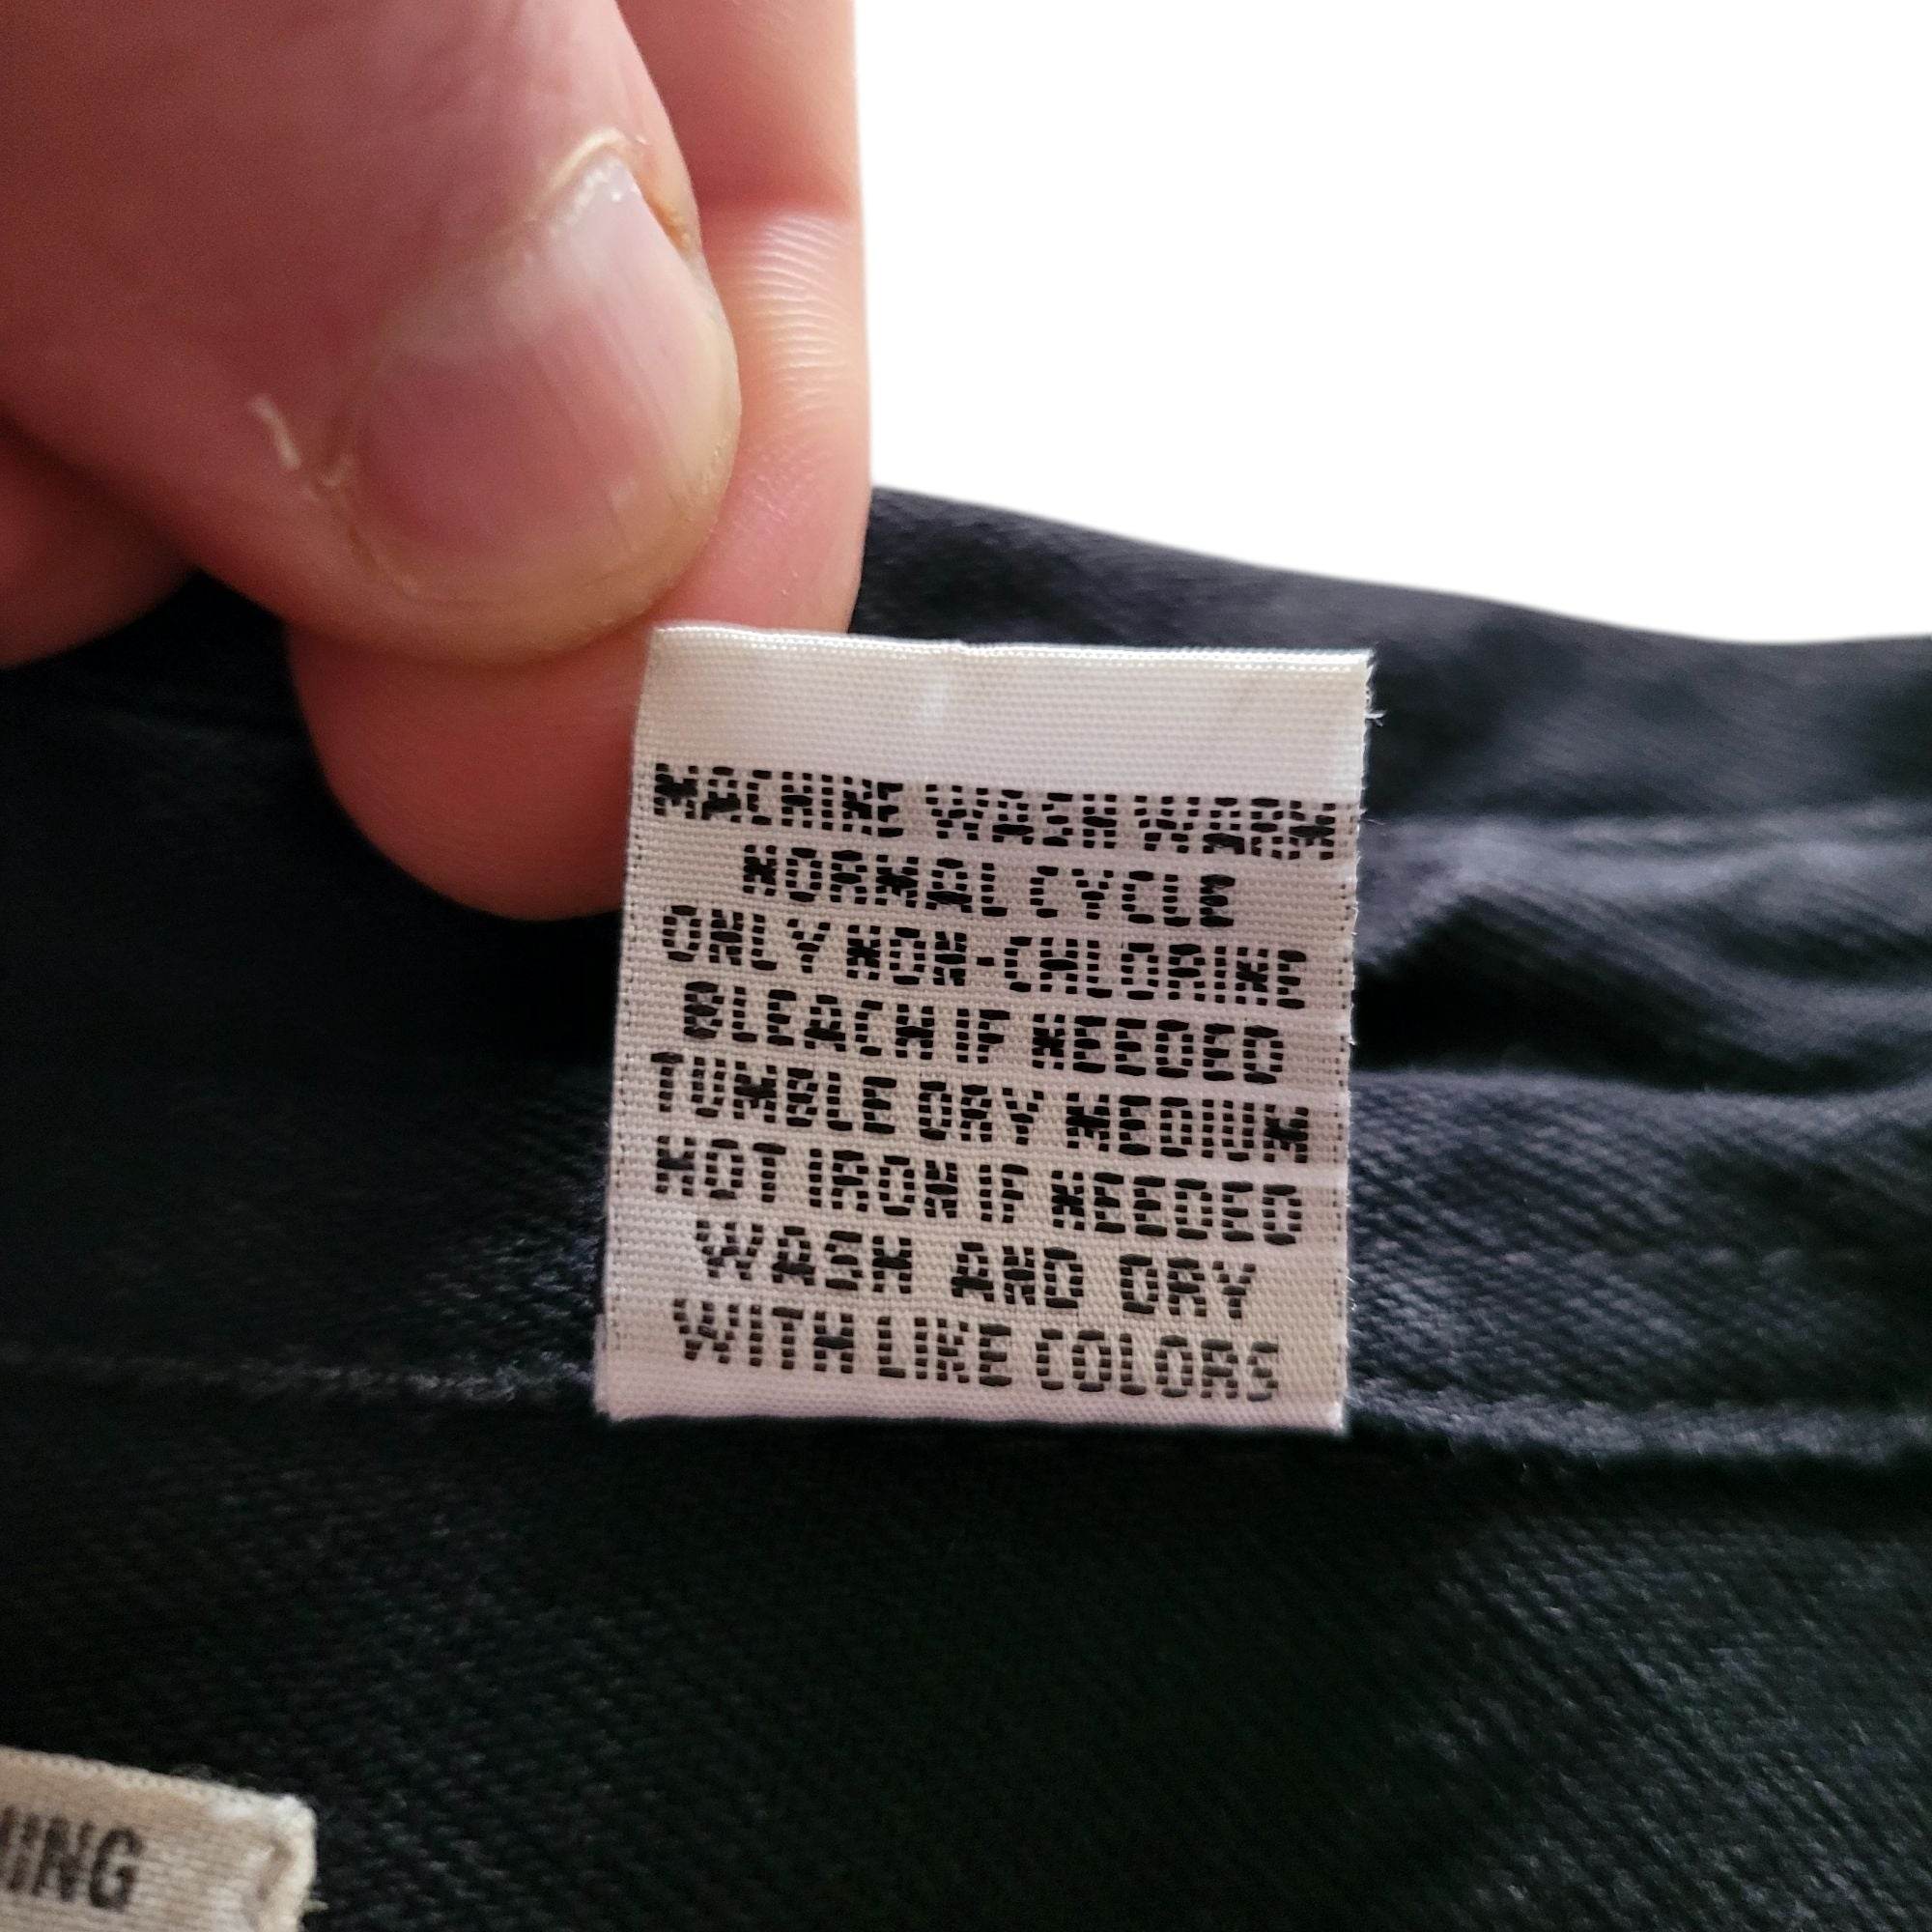 MACHINE WASH WARM
NORMAL CYCLE
ONLY NON-CHLORINE
BLEACH IF NEEDED
TUMBLE DRY MEDIUM
HOT IRON IF NEEDED
WASH AND DRY
WITH LIKE COLORS